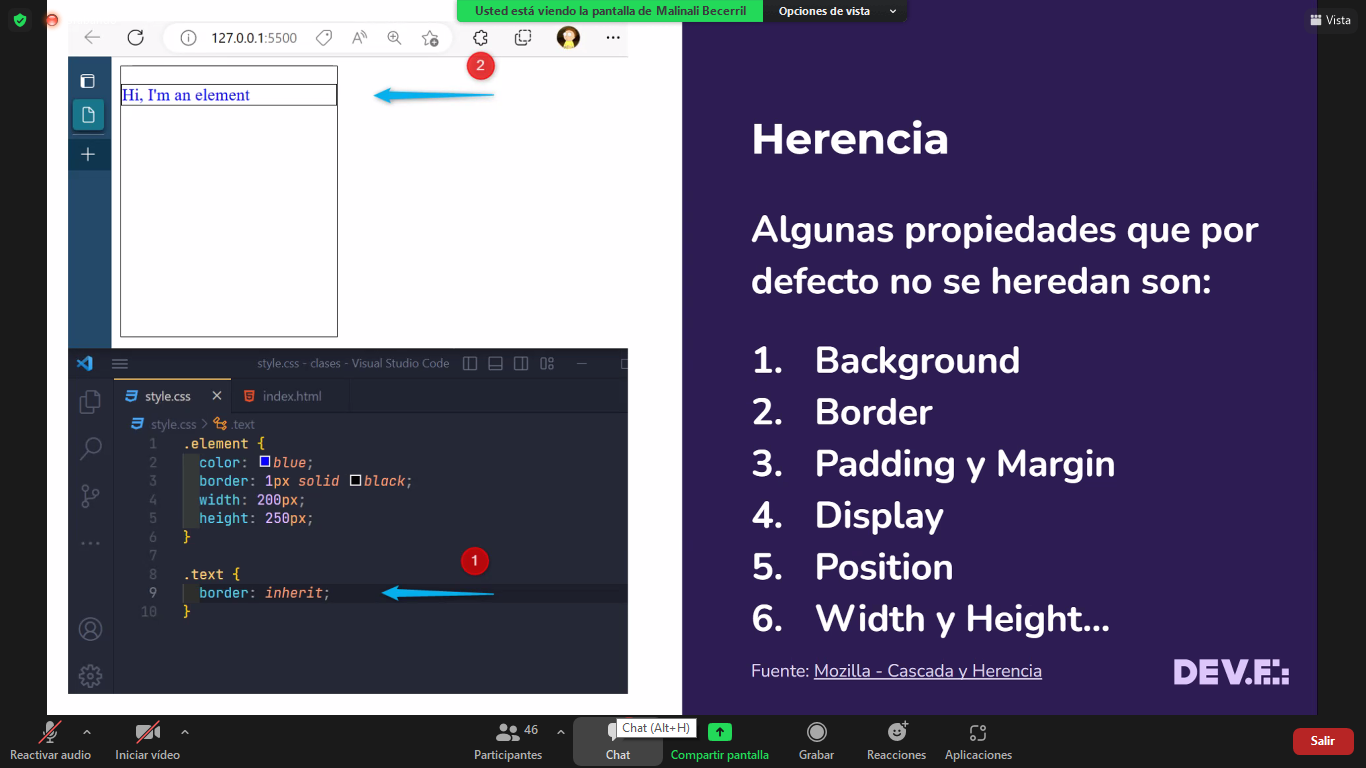 Usted está viendo la pantalla de Malinali Becerril
Opciones de vista
Vista
127.0.0.1:5500
2
Hi, I'm an element
style.css - clases - Visual Studio Code
style.css
index.html
style.css > .text
1 .element {
2 color: blue;
3 border: 1px solid black;
4 width: 200px;
5 height: 250px;
6 }
7
8 .text {
9 border: inherit;
10 }
1
Herencia
Algunas propiedades que por
defecto no se heredan son:
1. Background
2. Border
3. Padding y Margin
4. Display
5. Position
6. Width y Height...
Fuente: Mozilla - Cascada y Herencia
DEV.F.:
Chat (Alt+H)
Reactivar audio
Iniciar vídeo
46
Participantes
Chat
Compartir pantalla
Grabar
Reacciones
Aplicaciones
Salir